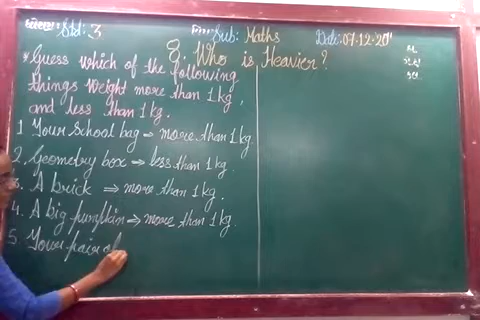 Std: 3 Sub: Maths Date: 07-12-20"
8. Who is Heavier?
* Guess which of the following
things weight more than 1 kg,
and less than 1 kg.
1 Your School bag → more than 1 kg.
2. Geometry box → less than 1 kg.
3. A brick ⇒ more than 1 kg.
4. A big pumpkin ⇒ more than 1 kg.
5. Your pair of